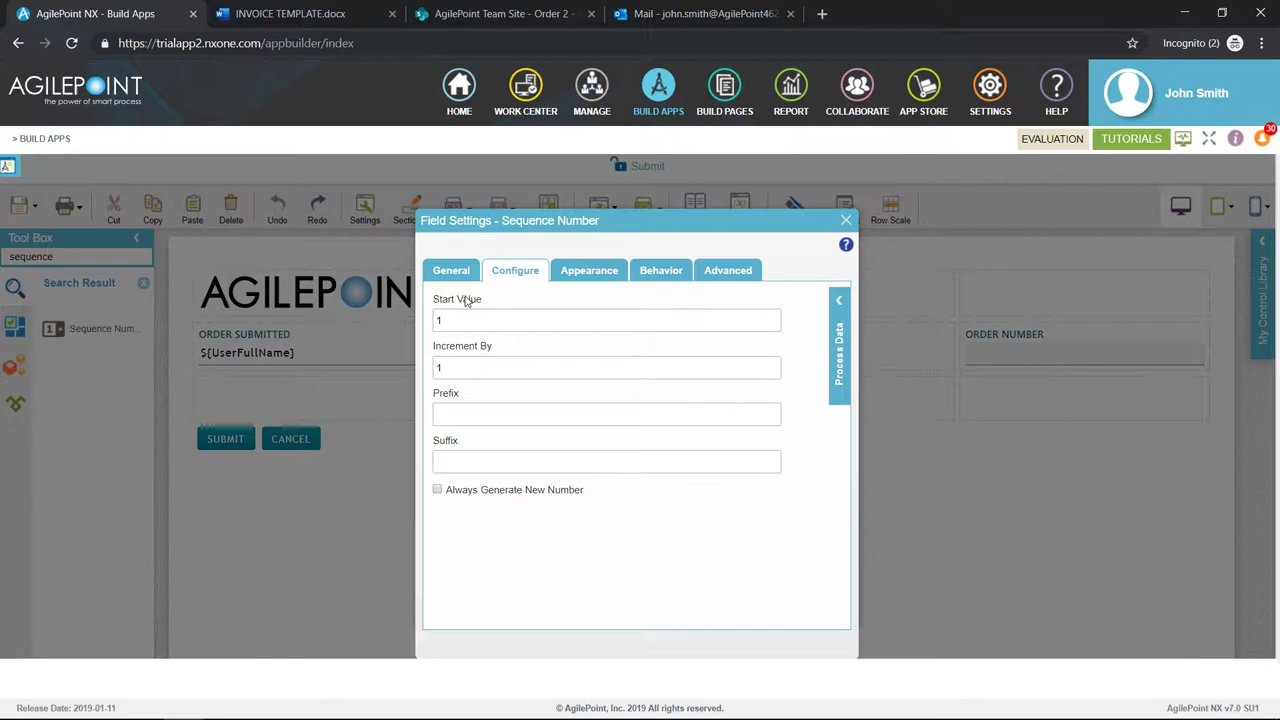 AgilePoint NX - Build Apps
INVOICE TEMPLATE.docx
AgilePoint Team Site - Order 2 -
Mail - john.smith@AgilePoint462
https://trialapp2.nxone.com/appbuilder/index
Incognito (2)
AGILEPOINT
the power of smart process
HOME
WORK CENTER
MANAGE
BUILD APPS
BUILD PAGES
REPORT
COLLABORATE
APP STORE
SETTINGS
HELP
John Smith
> BUILD APPS
EVALUATION
TUTORIALS
30
Submit
Cut
Copy
Paste
Delete
Undo
Redo
Settings
Row Scale
Tool Box
sequence
Search Result
Sequence Num...
Field Settings - Sequence Number
General
Configure
Appearance
Behavior
Advanced
Start Value
1
Increment By
1
Prefix
Suffix
Always Generate New Number
Process Data
My Control Library
AGILEPOINT
ORDER SUBMITTED
${UserFullName}
ORDER NUMBER
SUBMIT
CANCEL
Release Date: 2019-01-11
© AgilePoint, Inc. 2019 All rights reserved.
AgilePoint NX v7.0 SU1